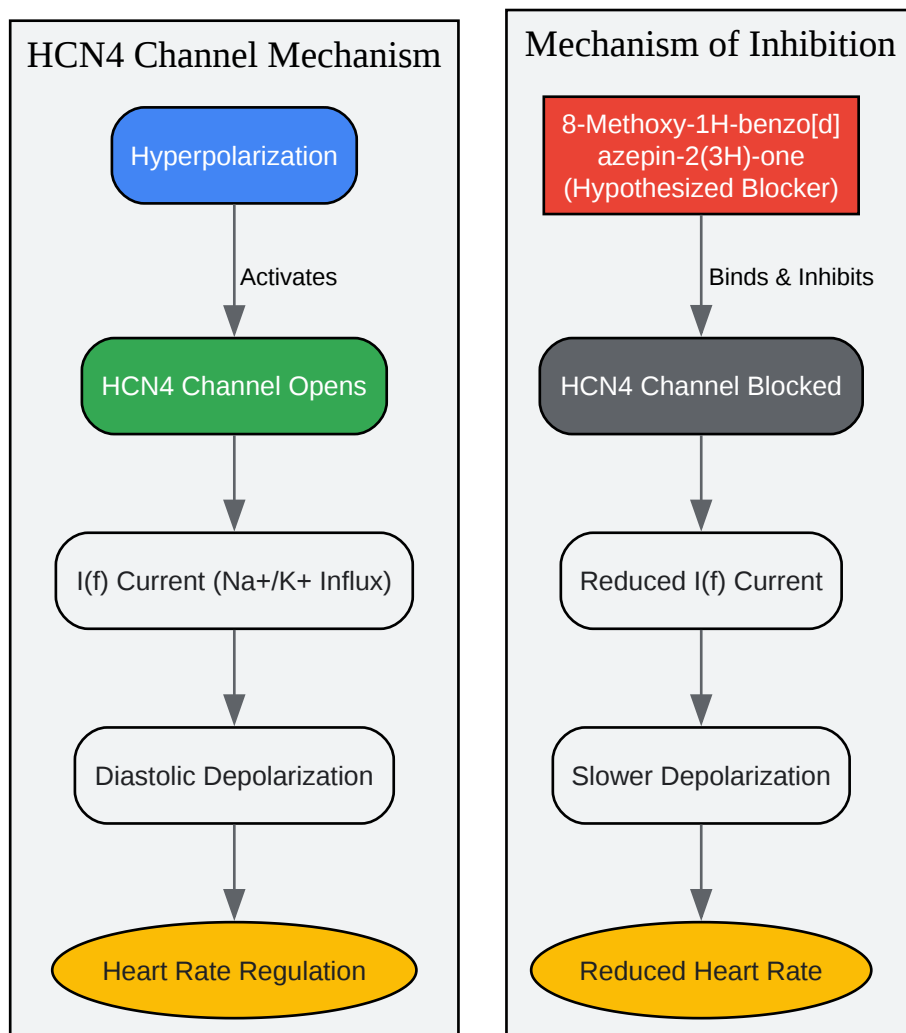 HCN4 Channel Mechanism
Hyperpolarization
Activates
HCN4 Channel Opens
I(f) Current (Na+/K+ Influx)
Diastolic Depolarization
Heart Rate Regulation
Mechanism of Inhibition
8-Methoxy-1H-benzo[d]
azepin-2(3H)-one
(Hypothesized Blocker)
Binds & Inhibits
HCN4 Channel Blocked
Reduced I(f) Current
Slower Depolarization
Reduced Heart Rate